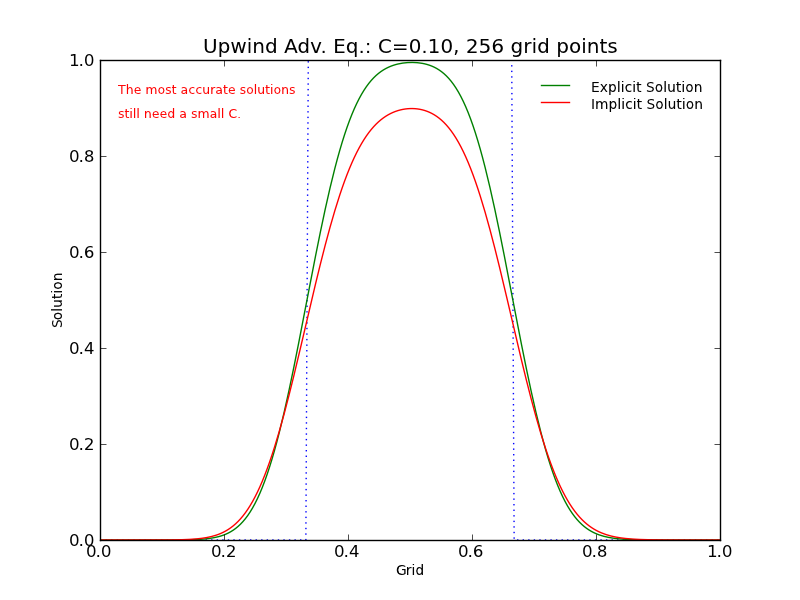 Upwind Adv. Eq.: C=0.10, 256 grid points
The most accurate solutions
still need a small C.
Explicit Solution
Implicit Solution
1.0
0.8
0.6
0.4
0.2
0.0
Solution
0.0 0.2 0.4 0.6 0.8 1.0
Grid